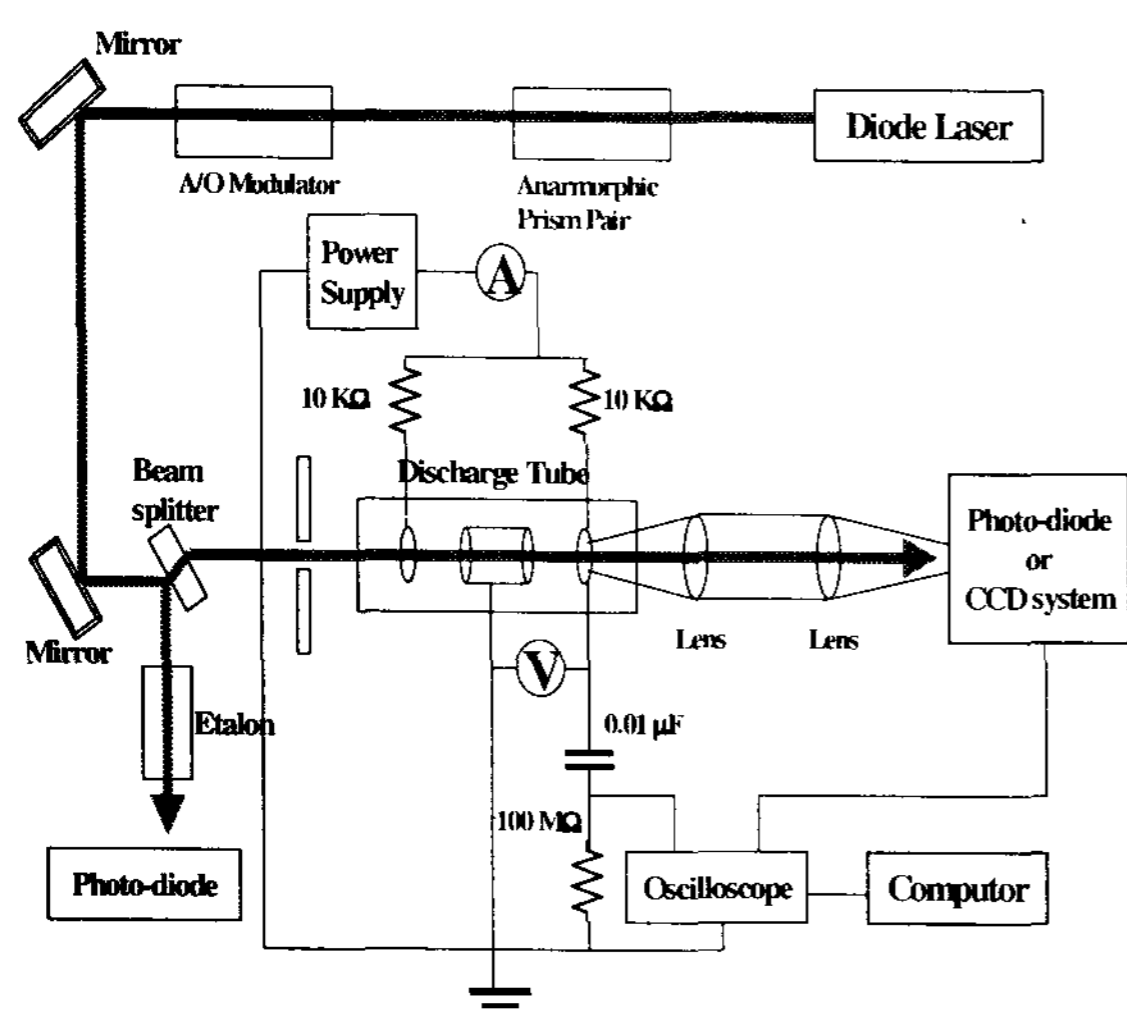 Mirror
Diode Laser
A/O Modulator
Anarmorphic
Prism Pair
Power
Supply
A
10 KΩ
10 KΩ
Discharge Tube
Beam
splitter
Photo-diode
or
CCD system
Mirror
Lens
Lens
V
Etalon
0.01 μF
100 MΩ
Photo-diode
Oscilloscope
Computor